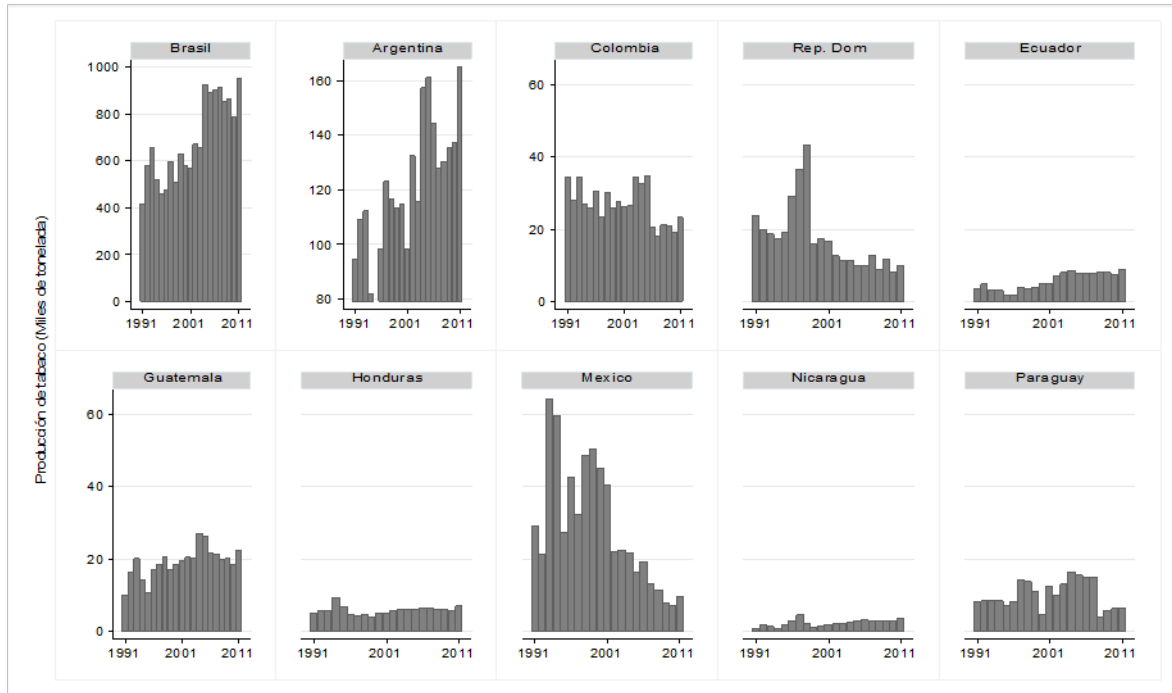 Producción de tabaco (Miles de tonelada)
Brasil
1000
800
600
400
200
0
1991 2001 2011
Argentina
160
140
120
100
80
1991 2001 2011
Colombia
60
40
20
0
1991 2001 2011
Rep. Dom
1991 2001 2011
Ecuador
1991 2001 2011
Guatemala
60
40
20
0
1991 2001 2011
Honduras
1991 2001 2011
Mexico
1991 2001 2011
Nicaragua
1991 2001 2011
Paraguay
1991 2001 2011